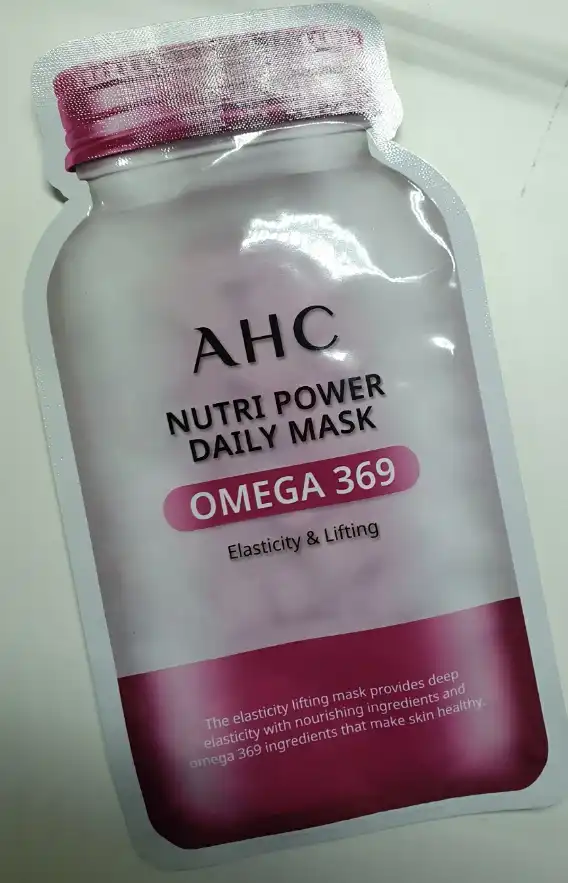 AHC
NUTRI POWER
DAILY MASK
OMEGA 369
Elasticity & Lifting
The elasticity lifting mask provides deep
elasticity with nourishing ingredients and
omega 369 ingredients that make skin healthy.